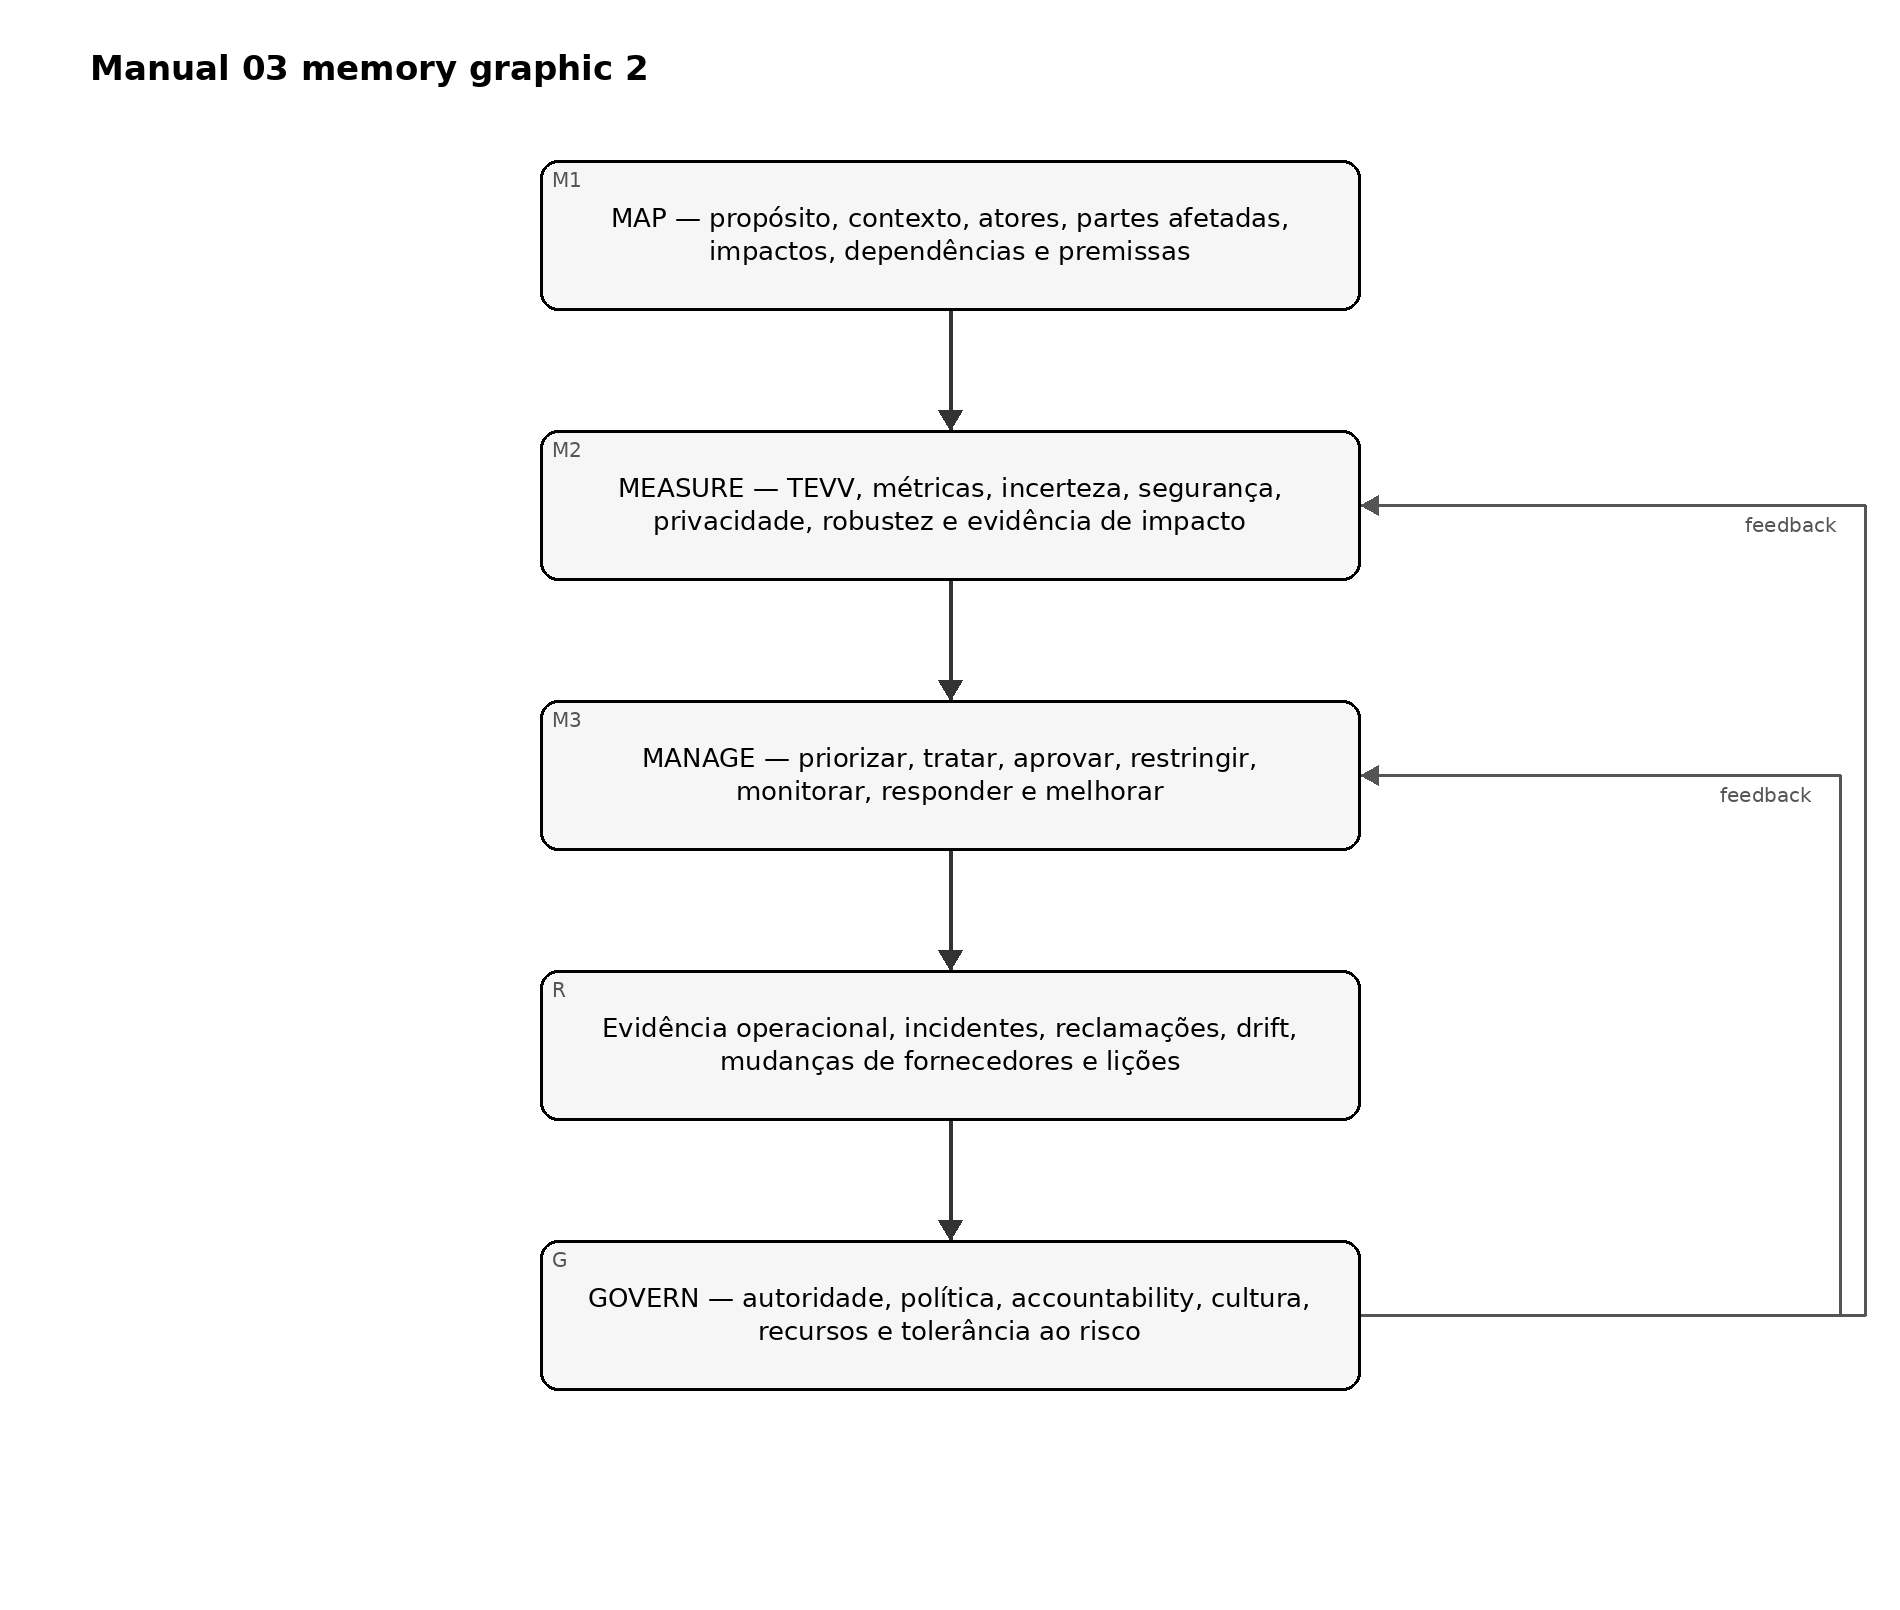 Manual 03 memory graphic 2
M1
MAP — propósito, contexto, atores, partes afetadas,
impactos, dependências e premissas
M2
MEASURE — TEVV, métricas, incerteza, segurança,
privacidade, robustez e evidência de impacto
feedback
M3
MANAGE — priorizar, tratar, aprovar, restringir,
monitorar, responder e melhorar
feedback
R
Evidência operacional, incidentes, reclamações, drift,
mudanças de fornecedores e lições
G
GOVERN — autoridade, política, accountability, cultura,
recursos e tolerância ao risco